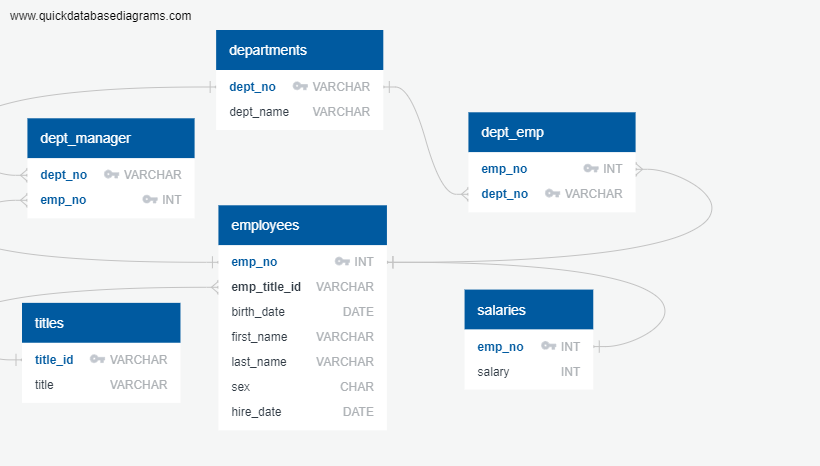 www.quickdatabasediagrams.com
departments
dept_no VARCHAR
dept_name VARCHAR
dept_manager
dept_no VARCHAR
emp_no INT
dept_emp
emp_no INT
dept_no VARCHAR
employees
emp_no INT
emp_title_id VARCHAR
birth_date DATE
first_name VARCHAR
last_name VARCHAR
sex CHAR
hire_date DATE
titles
title_id VARCHAR
title VARCHAR
salaries
emp_no INT
salary INT